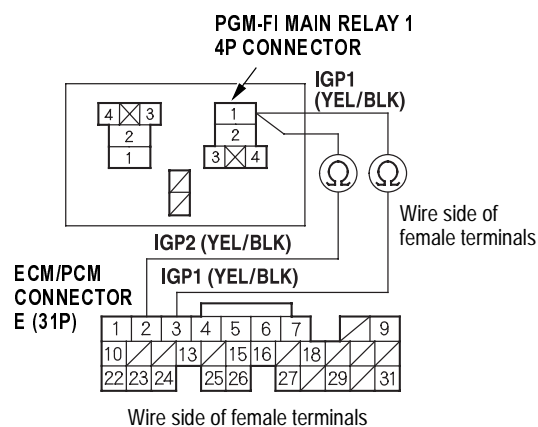 PGM-FI MAIN RELAY 1
4P CONNECTOR
IGP1
(YEL/BLK)
4 3
2
1
1
2
3 4
Ω Ω
Wire side of
female terminals
IGP2 (YEL/BLK)
IGP1 (YEL/BLK)
ECM/PCM
CONNECTOR
E (31P)
1 2 3 4 5 6 7 9
10 13 15 16 18
22 23 24 25 26 27 29 31
Wire side of female terminals